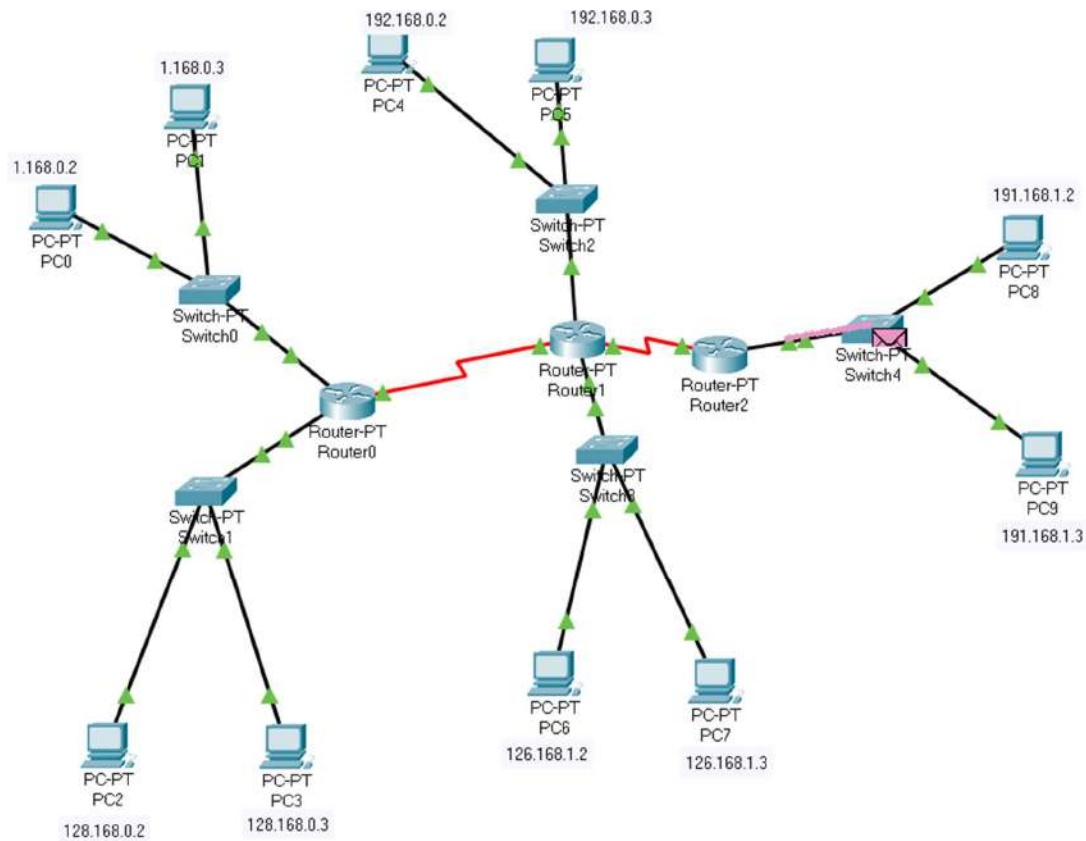 192.168.0.2
192.168.0.3
PC-PT
PC4
PC-PT
PC5
1.168.0.3
PC-PT
PC1
1.168.0.2
PC-PT
PC0
Switch-PT
Switch2
191.168.1.2
PC-PT
PC8
Switch-PT
Switch0
Router-PT
Router1
Router-PT
Router2
Switch-PT
Switch4
Router-PT
Router0
Switch-PT
Switch3
PC-PT
PC9
191.168.1.3
Switch-PT
Switch1
PC-PT
PC6
126.168.1.2
PC-PT
PC7
126.168.1.3
PC-PT
PC2
128.168.0.2
PC-PT
PC3
128.168.0.3